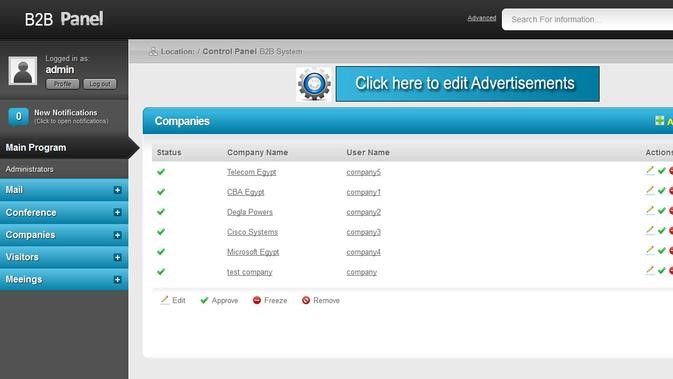 B2B Panel
Advanced
Search For information...
Logged in as:
admin
Profile
Log out
Location: / Control Panel B2B System
Click here to edit Advertisements
0
New Notifications
(Click to open notifications)
Main Program
Administrators
Mail
Conference
Companies
Visitors
Meeings
Companies
A
Status Company Name User Name Actions
Telecom Egypt company5
CBA Egypt company1
Degla Powers company2
Cisco Systems company3
Microsoft Egypt company4
test company company
Edit Approve Freeze Remove